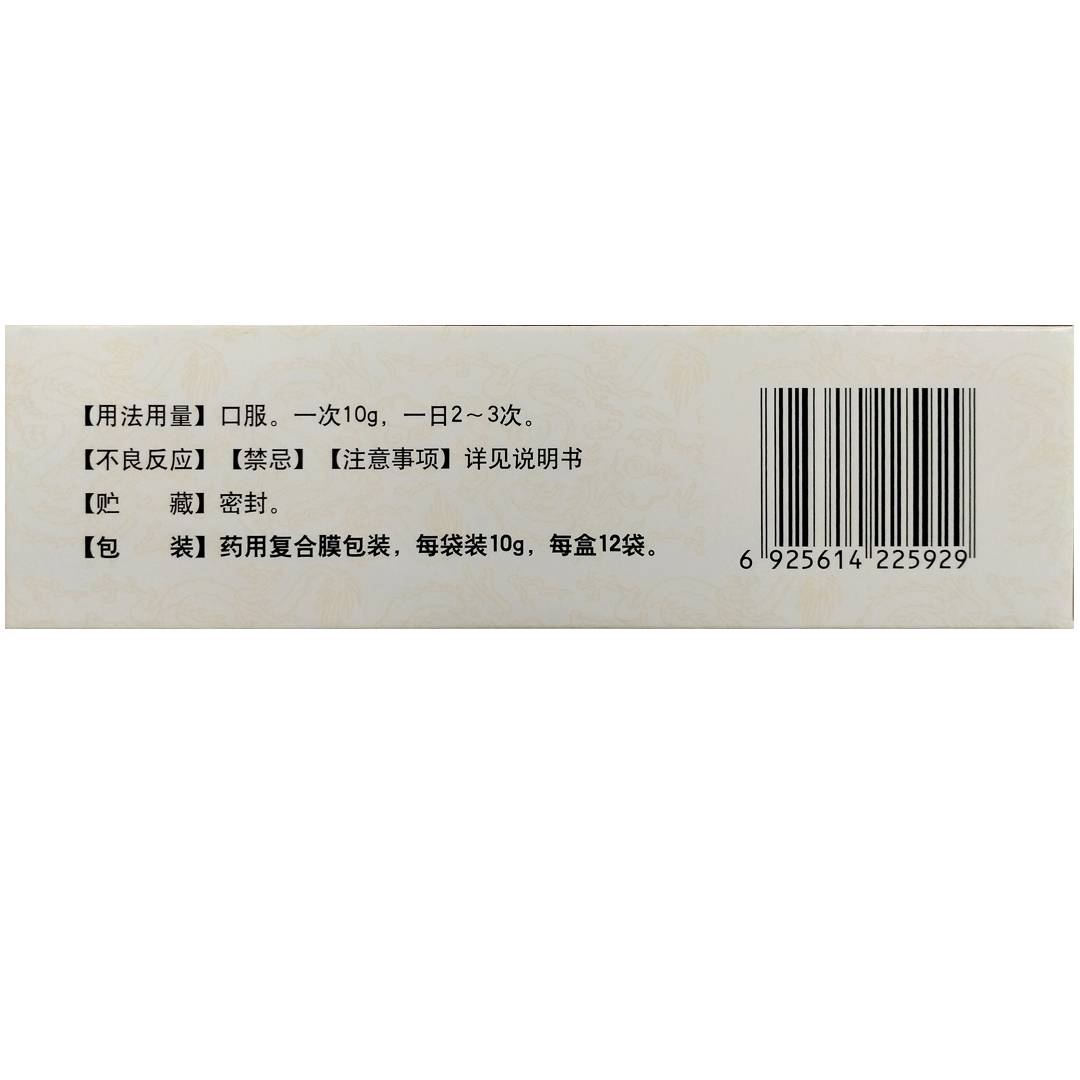 【用法用量】口服。一次10g，一日2～3次。
【不良反应】【禁忌】【注意事项】详见说明书
【贮　　藏】密封。
【包　　装】药用复合膜包装，每袋装10g，每盒12袋。
6 925614 225929